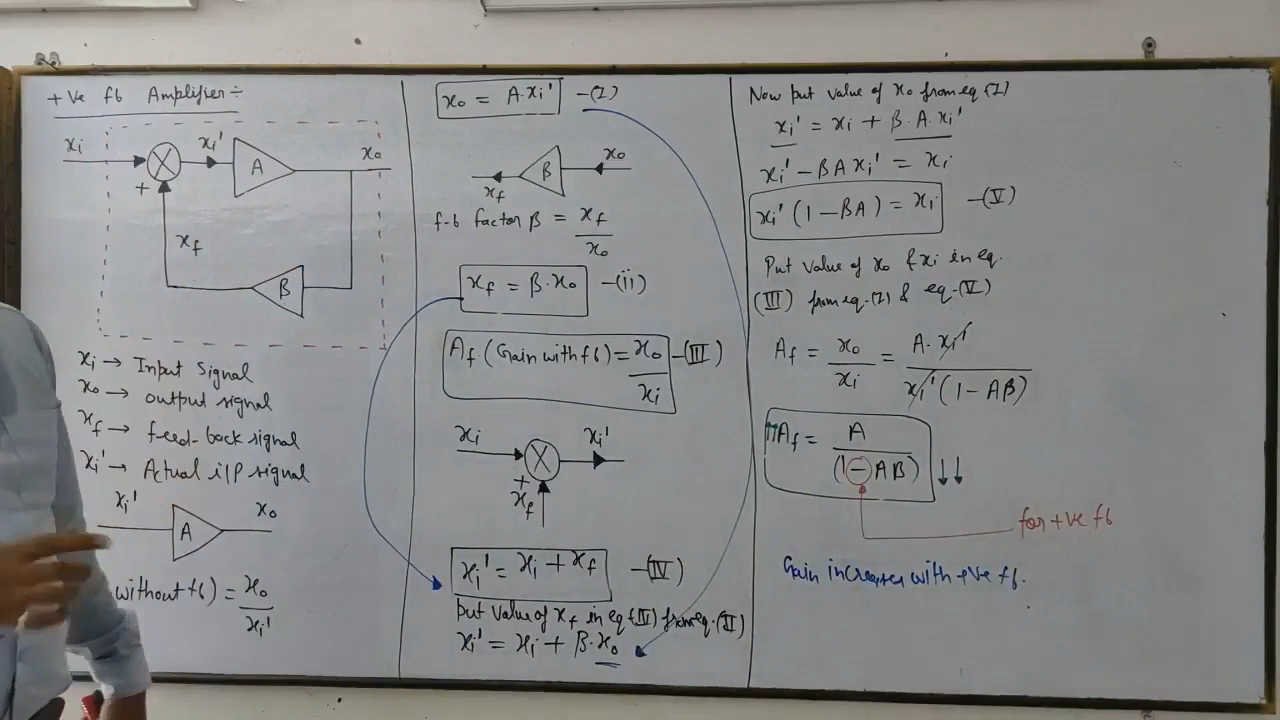 +ve fb Amplifier÷
xi
xi'
A
xo
+
xf
β
xi → Input Signal
xo → output signal
xf → feed-back signal
xi' → Actual i/p signal
xi'
A
xo
without fb) = xo/xi'
xo = A·xi' -(I)
β
xo
xf
f-b factor β = xf/xo
xf = β·xo -(ii)
Af (Gain with fb) = xo/xi -(III)
xi
xi'
+
xf
xi' = xi + xf -(IV)
put value of xf in eq (IV) from eq.(II)
xi' = xi + β·xo
Now put value of xo from eq (I)
xi' = xi + β.A.xi'
xi' - βA xi' = xi
xi' (1 - βA) = xi -(V)
Put value of xo & xi in eq.
(III) from eq.(I) & eq.(V)
Af = xo/xi = A·xi'/xi' (1 - AB)
↑↑Af = A/(1 - AB) ↓↓
for +ve fb
Gain increases with +ve fb.